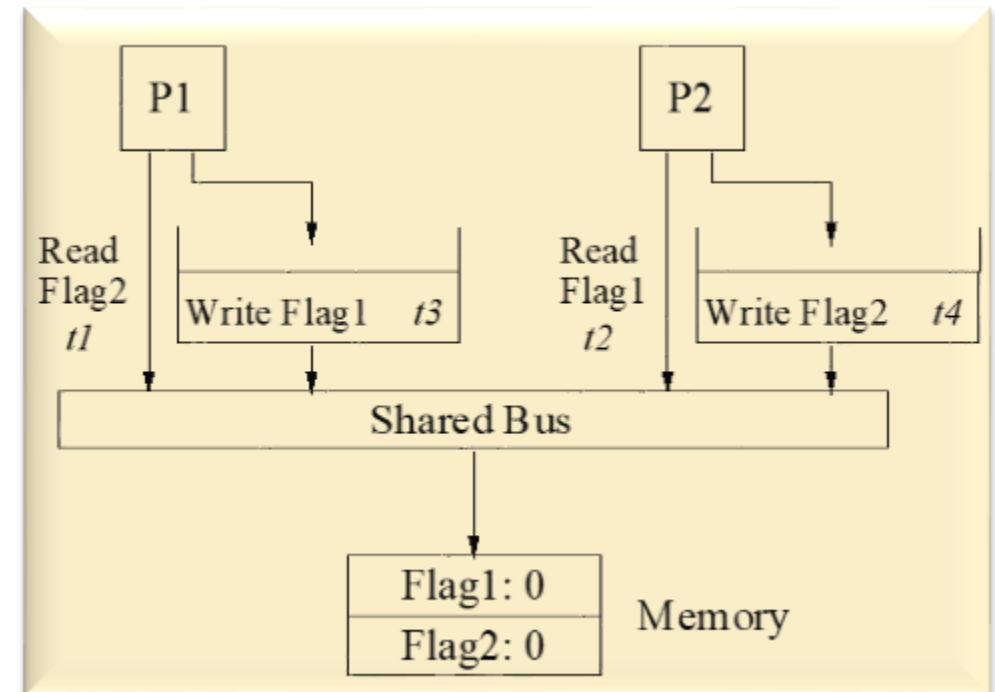 P1
P2
Read
Flag2
t1
Write Flag1 t3
Read
Flag1
t2
Write Flag2 t4
Shared Bus
Flag1: 0
Flag2: 0
Memory